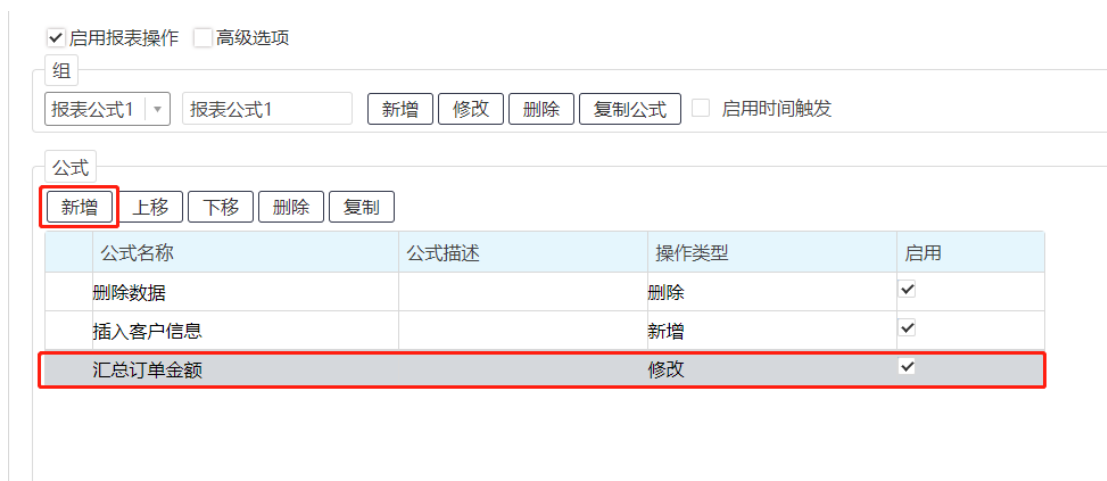 启用报表操作 高级选项
组
报表公式1 报表公式1 新增 修改 删除 复制公式 启用时间触发
公式
新增 上移 下移 删除 复制
公式名称 公式描述 操作类型 启用
删除数据 删除
插入客户信息 新增
汇总订单金额 修改